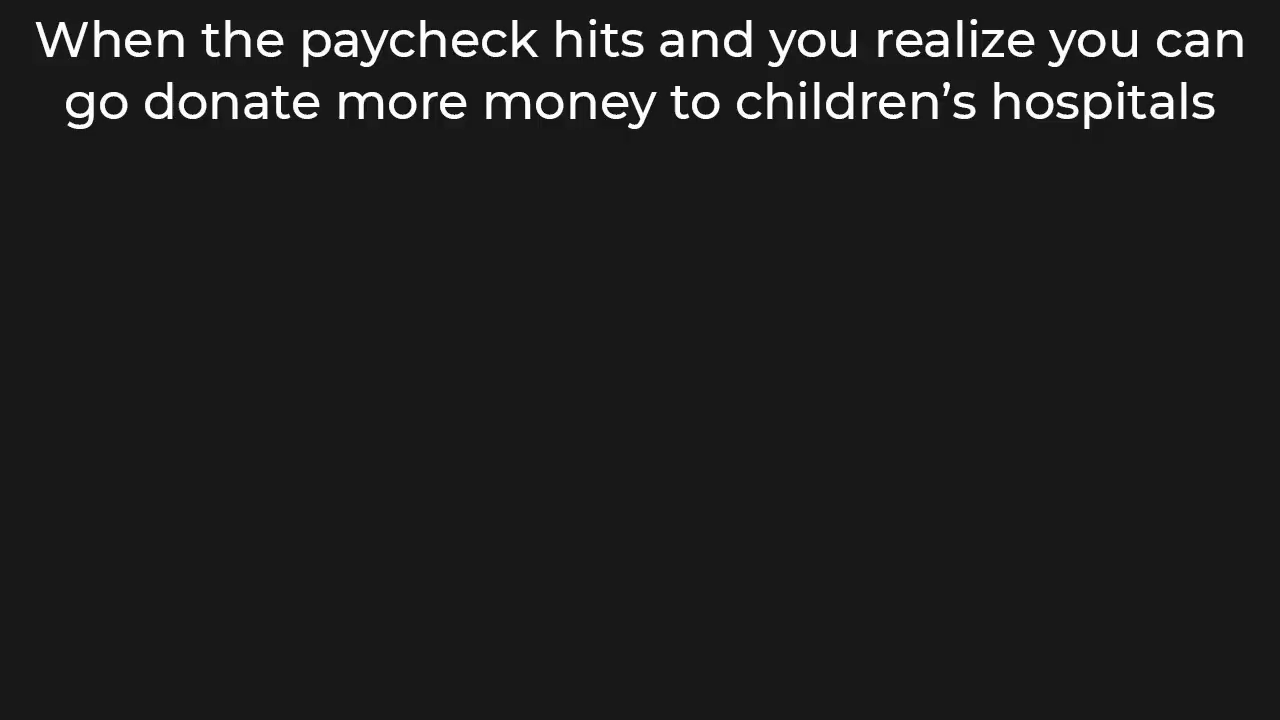 When the paycheck hits and you realize you can
go donate more money to children’s hospitals